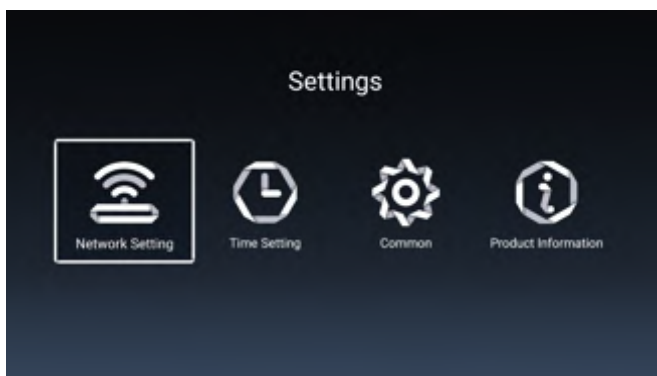 Settings
Network Setting
Time Setting
Common
Product Information